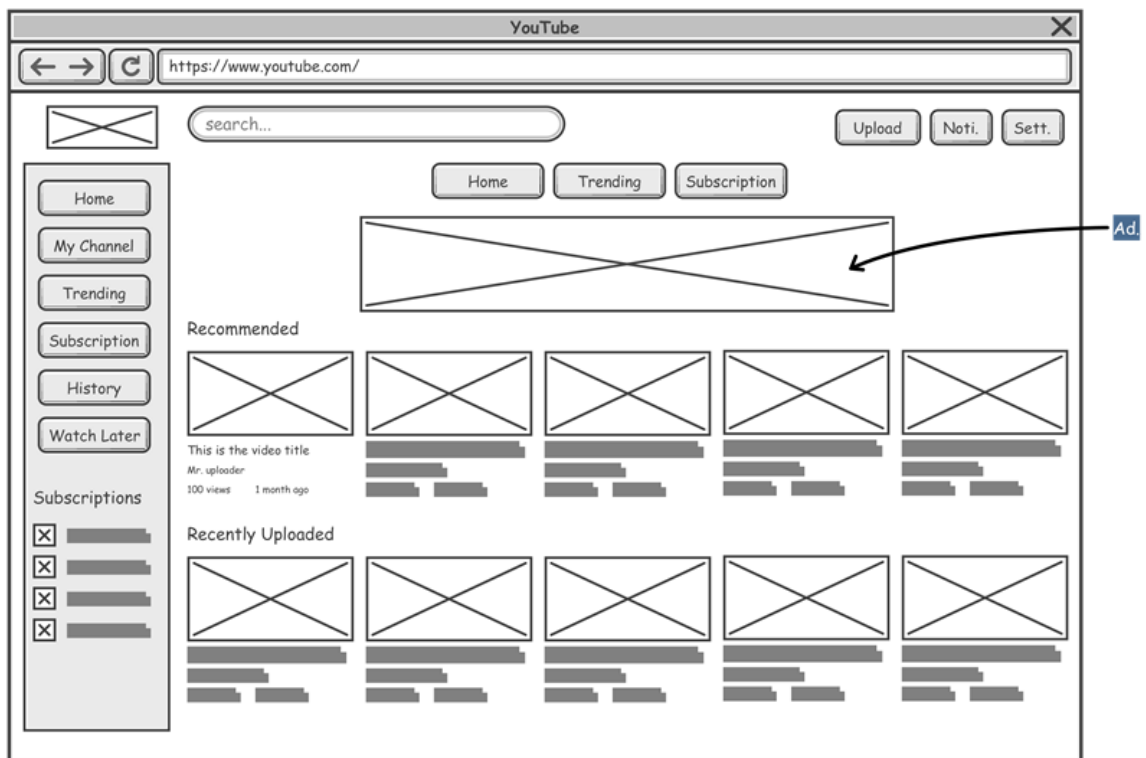 YouTube
https://www.youtube.com/
search...
Upload
Noti.
Sett.
Home
Trending
Subscription
Ad.
Home
My Channel
Trending
Subscription
History
Watch Later
Subscriptions
Recommended
This is the video title
Mr. uploader
100 views 1 month ago
Recently Uploaded